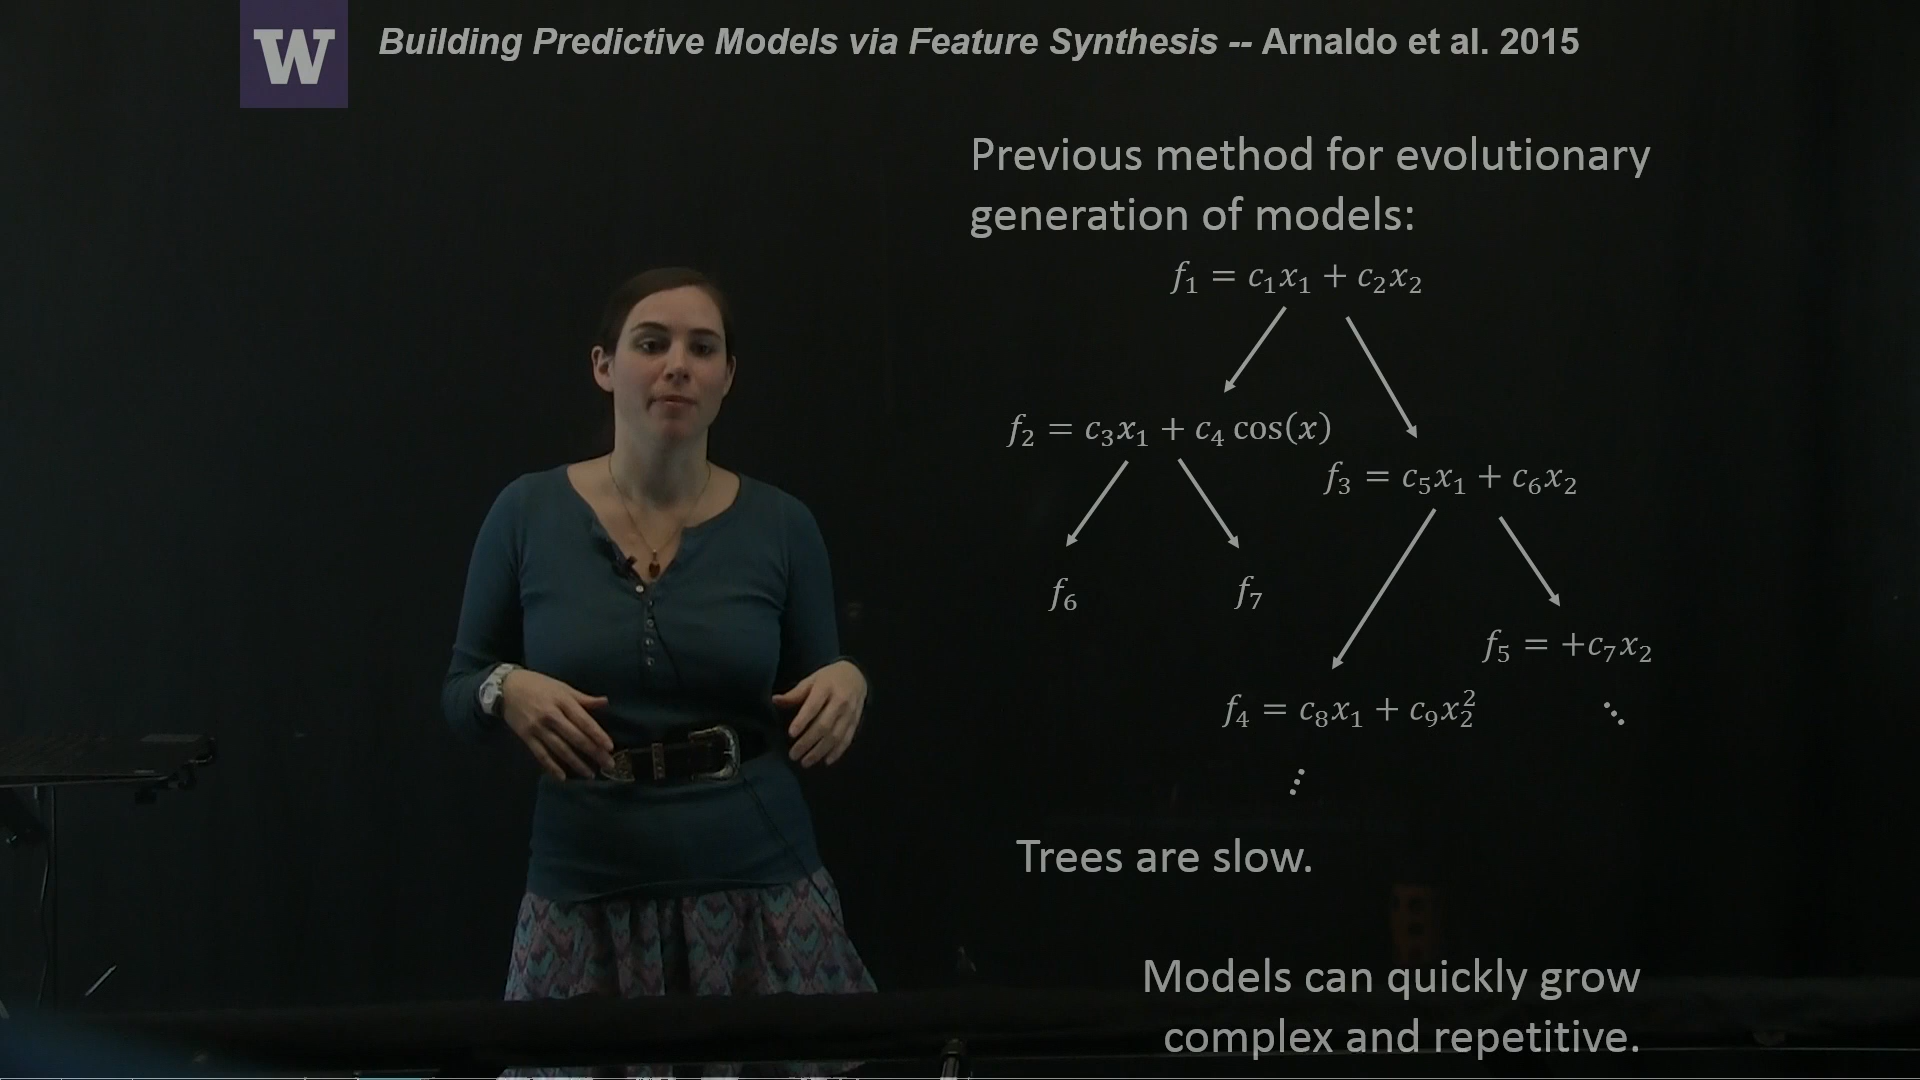 W
Building Predictive Models via Feature Synthesis -- Arnaldo et al. 2015
Previous method for evolutionary
generation of models:
f₁ = c₁x₁ + c₂x₂
f₂ = c₃x₁ + c₄ cos(x)
f₃ = c₅x₁ + c₆x₂
f₆
f₇
f₅ = +c₇x₂
f₄ = c₈x₁ + c₉x₂²
Trees are slow.
Models can quickly grow
complex and repetitive.